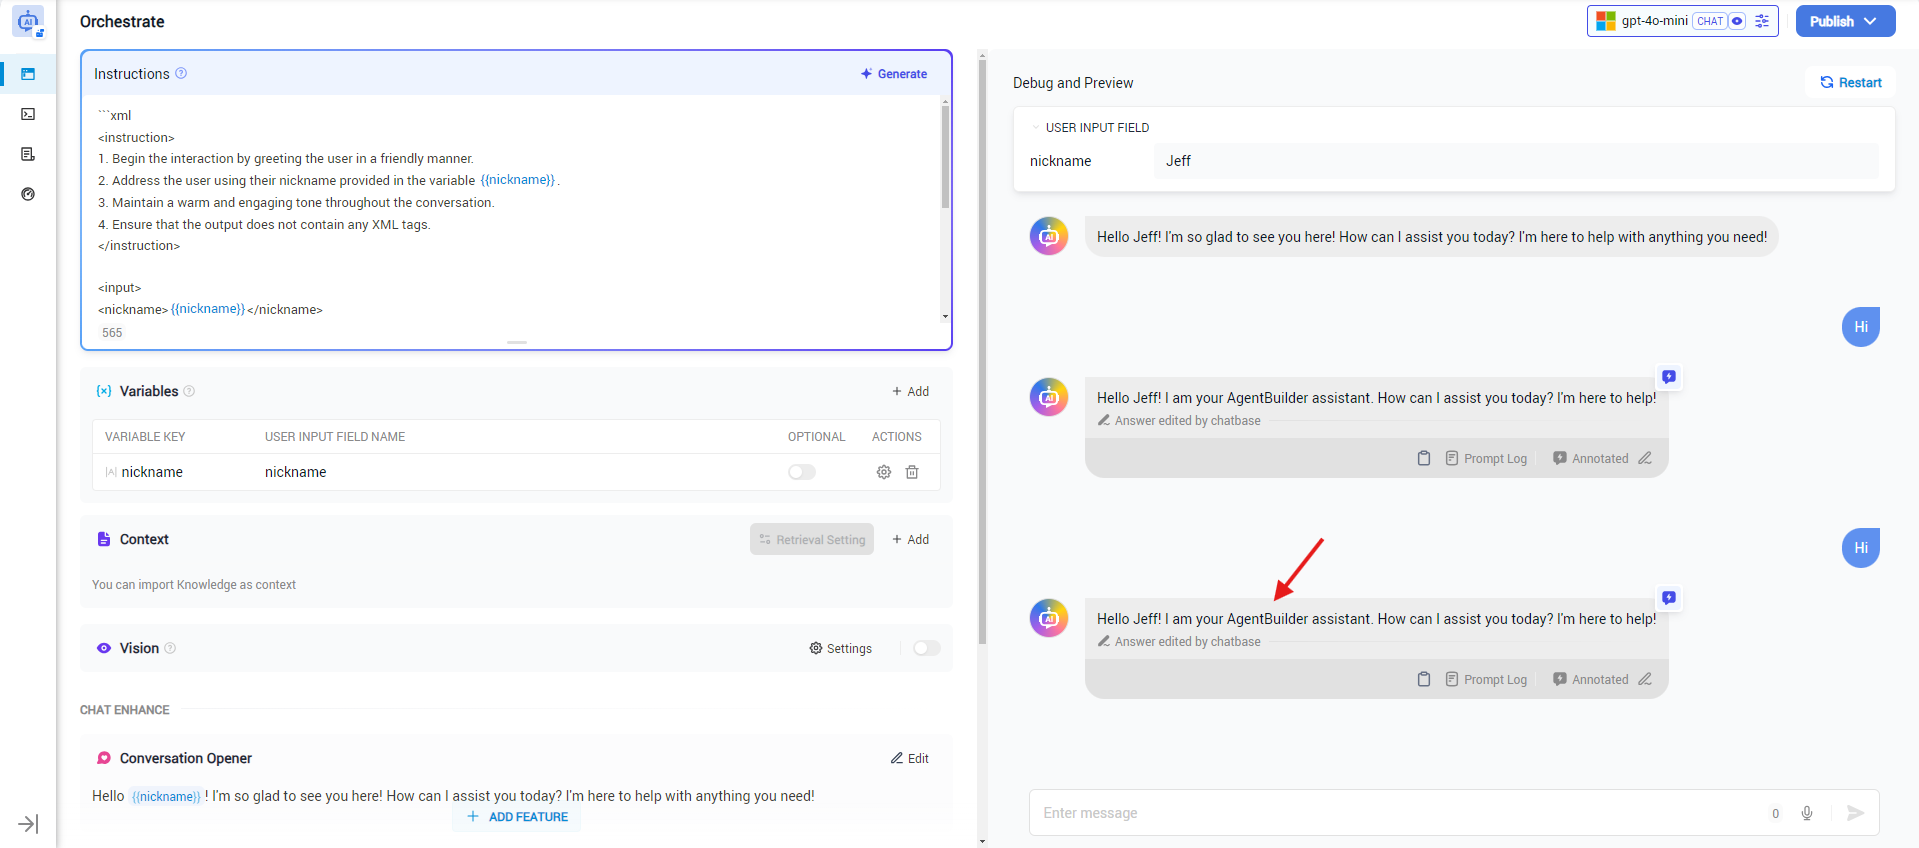 Orchestrate
gpt-4o-mini CHAT
Publish
Instructions
Generate
```xml
<instruction>
1. Begin the interaction by greeting the user in a friendly manner.
2. Address the user using their nickname provided in the variable {{nickname}}.
3. Maintain a warm and engaging tone throughout the conversation.
4. Ensure that the output does not contain any XML tags.
</instruction>
<input>
<nickname>{{nickname}}</nickname>
565
{x} Variables
+ Add
VARIABLE KEY USER INPUT FIELD NAME OPTIONAL ACTIONS
nickname nickname
Context
Retrieval Setting
+ Add
You can import Knowledge as context
Vision
Settings
CHAT ENHANCE
Conversation Opener
Edit
Hello {{nickname}} ! I'm so glad to see you here! How can I assist you today? I'm here to help with anything you need!
+ ADD FEATURE
Debug and Preview
Restart
USER INPUT FIELD
nickname Jeff
AI
Hello Jeff! I'm so glad to see you here! How can I assist you today? I'm here to help with anything you need!
Hi
AI
Hello Jeff! I am your AgentBuilder assistant. How can I assist you today? I'm here to help!
Answer edited by chatbase
Prompt Log Annotated
Hi
AI
Hello Jeff! I am your AgentBuilder assistant. How can I assist you today? I'm here to help!
Answer edited by chatbase
Prompt Log Annotated
Enter message
0